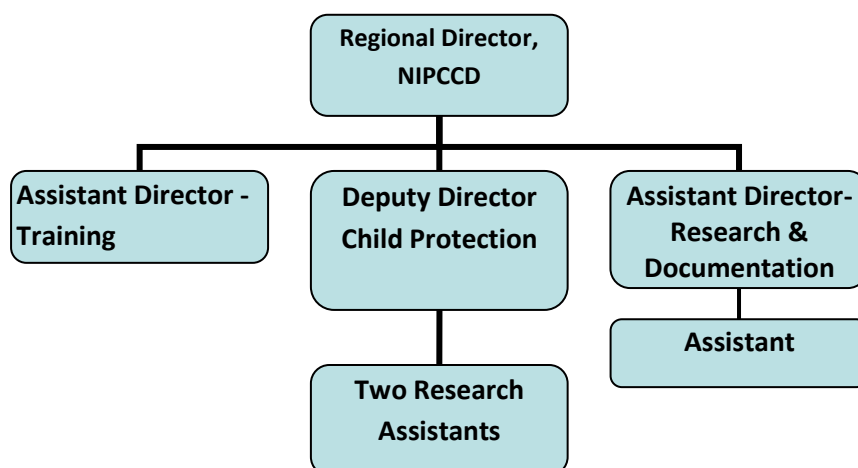 Regional Director,
NIPCCD
Assistant Director -
Training
Deputy Director
Child Protection
Assistant Director-
Research &
Documentation
Assistant
Two Research
Assistants